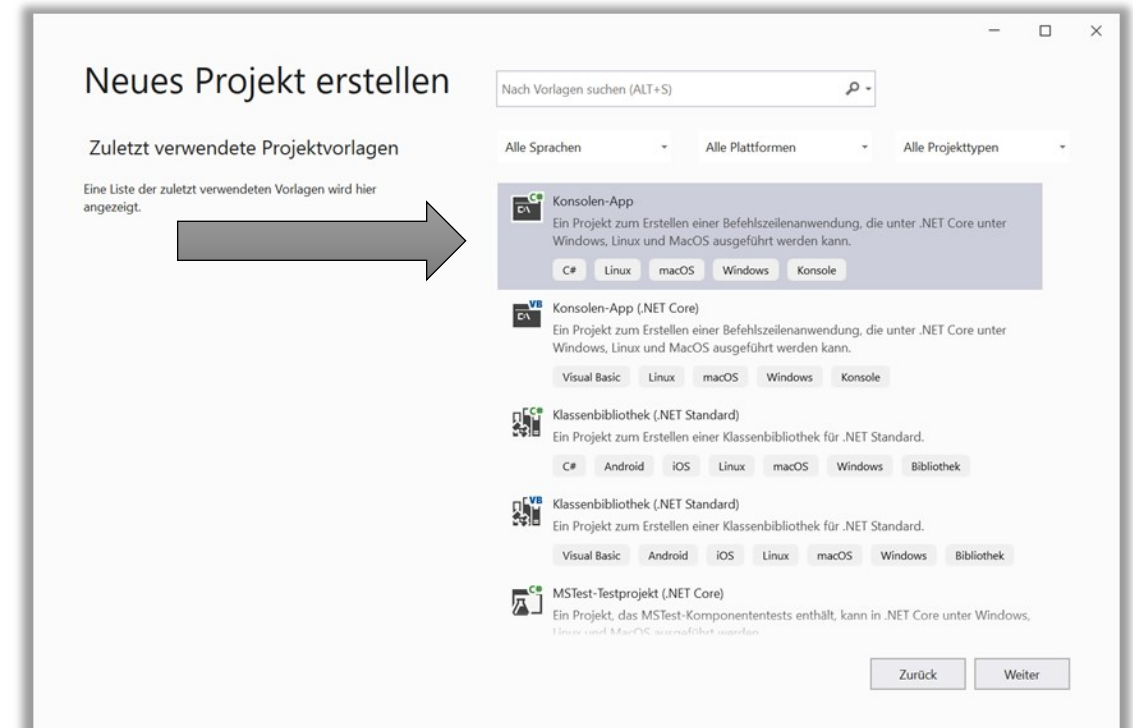 Neues Projekt erstellen
Nach Vorlagen suchen (ALT+S)
Zuletzt verwendete Projektvorlagen
Alle Sprachen
Alle Plattformen
Alle Projekttypen
Eine Liste der zuletzt verwendeten Vorlagen wird hier
angezeigt.
C#
Konsolen-App
Ein Projekt zum Erstellen einer Befehlszeilenanwendung, die unter .NET Core unter
Windows, Linux und MacOS ausgeführt werden kann.
C# Linux macOS Windows Konsole
VB
Konsolen-App (.NET Core)
Ein Projekt zum Erstellen einer Befehlszeilenanwendung, die unter .NET Core unter
Windows, Linux und MacOS ausgeführt werden kann.
Visual Basic Linux macOS Windows Konsole
C#
Klassenbibliothek (.NET Standard)
Ein Projekt zum Erstellen einer Klassenbibliothek für .NET Standard.
C# Android iOS Linux macOS Windows Bibliothek
VB
Klassenbibliothek (.NET Standard)
Ein Projekt zum Erstellen einer Klassenbibliothek für .NET Standard.
Visual Basic Android iOS Linux macOS Windows Bibliothek
C#
MSTest-Testprojekt (.NET Core)
Ein Projekt, das MSTest-Komponententests enthält, kann in .NET Core unter Windows,
Linux und MacOS ausgeführt werden
Zurück
Weiter